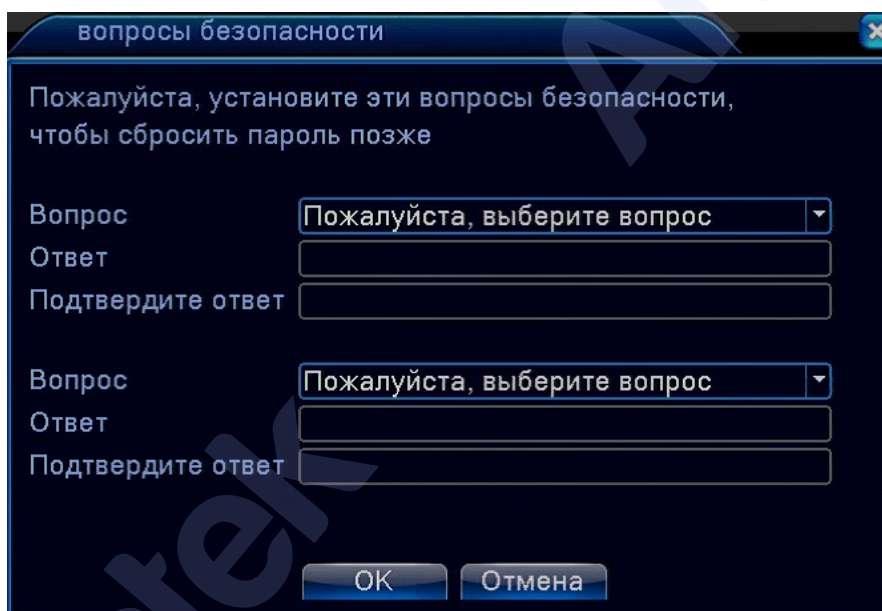 вопросы безопасности
Пожалуйста, установите эти вопросы безопасности,
чтобы сбросить пароль позже
Вопрос Пожалуйста, выберите вопрос
Ответ
Подтвердите ответ
Вопрос Пожалуйста, выберите вопрос
Ответ
Подтвердите ответ
OK Отмена